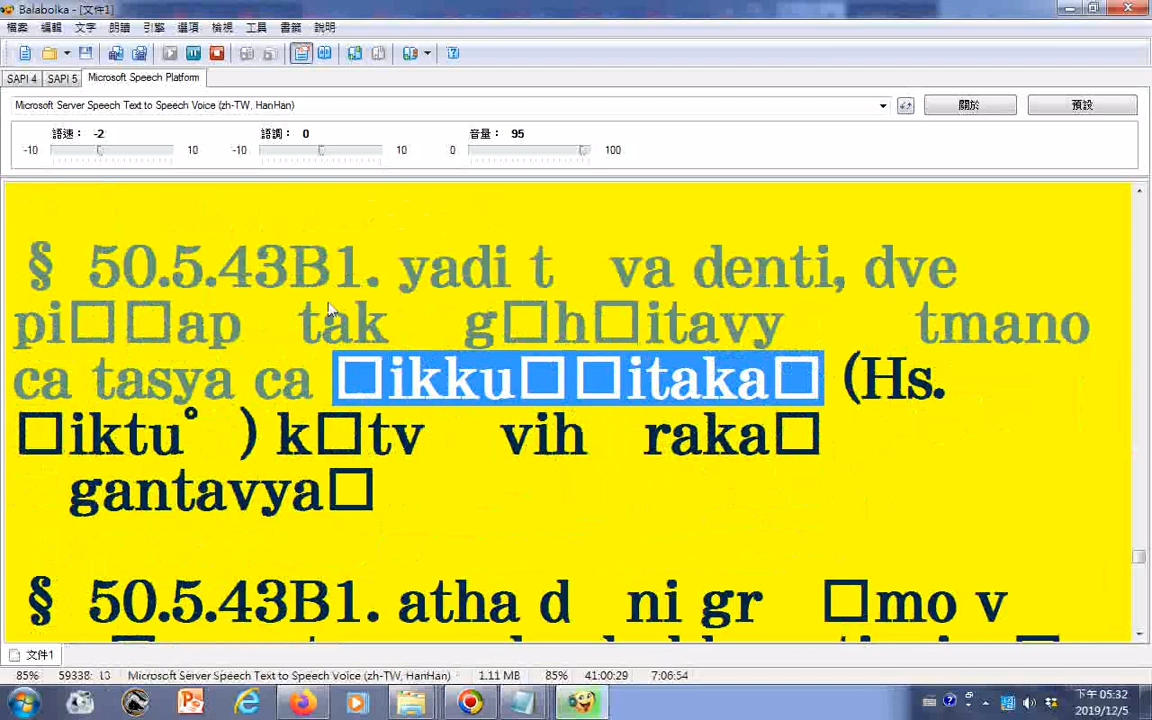 Balabolka - [文件1]
檔案 編輯 文字 朗讀 引擎 選項 檢視 工具 書籤 說明
SAPI 4 SAPI 5 Microsoft Speech Platform
Microsoft Server Speech Text to Speech Voice (zh-TW, HanHan) 關於 預設
語速： -2 語調： 0 音量： 95
-10 10 -10 10 0 100
§ 50.5.43B1. yadi t va denti, dve
pi□□ap tak g□h□itavy tmano
ca tasya ca □ikku□□itaka□ (Hs.
□iktu° ) k□tv vih raka□
gantavya□
§ 50.5.43B1. atha d ni gr □mo v
文件1
85% 59338: 13 Microsoft Server Speech Text to Speech Voice (zh-TW, HanHan) 1.11 MB 85% 41:00:29 7:06:54
下午 05:32
2019/12/5